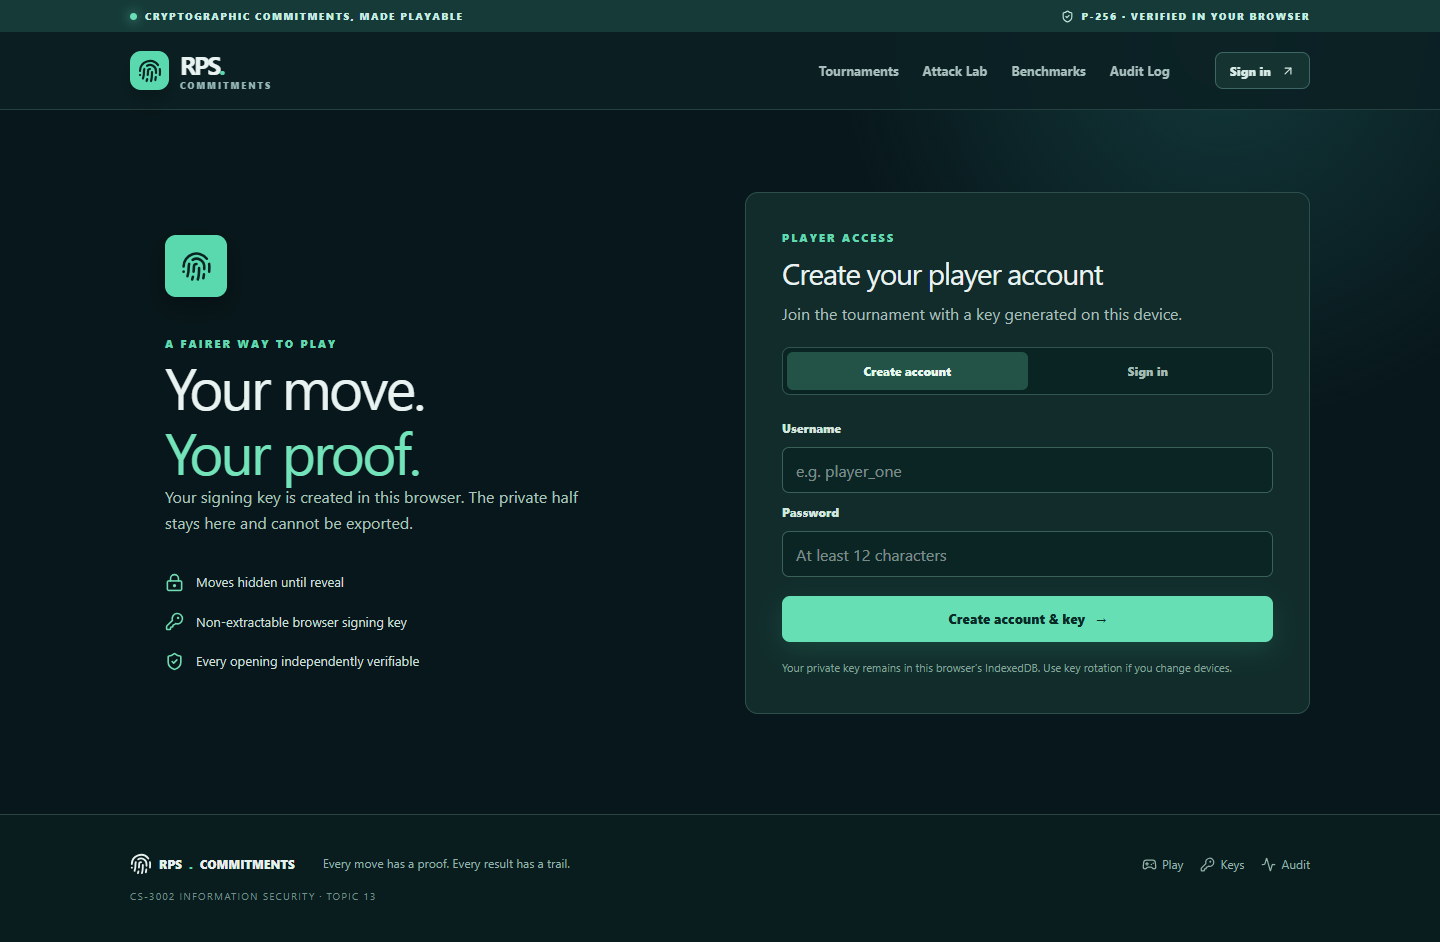 CRYPTOGRAPHIC COMMITMENTS, MADE PLAYABLE
P-256 · VERIFIED IN YOUR BROWSER
RPS.
COMMITMENTS
Tournaments
Attack Lab
Benchmarks
Audit Log
Sign in
A FAIRER WAY TO PLAY
Your move.
Your proof.
Your signing key is created in this browser. The private half
stays here and cannot be exported.
Moves hidden until reveal
Non-extractable browser signing key
Every opening independently verifiable
PLAYER ACCESS
Create your player account
Join the tournament with a key generated on this device.
Create account
Sign in
Username
e.g. player_one
Password
At least 12 characters
Create account & key →
Your private key remains in this browser's IndexedDB. Use key rotation if you change devices.
RPS . COMMITMENTS
Every move has a proof. Every result has a trail.
Play
Keys
Audit
CS-3002 INFORMATION SECURITY · TOPIC 13